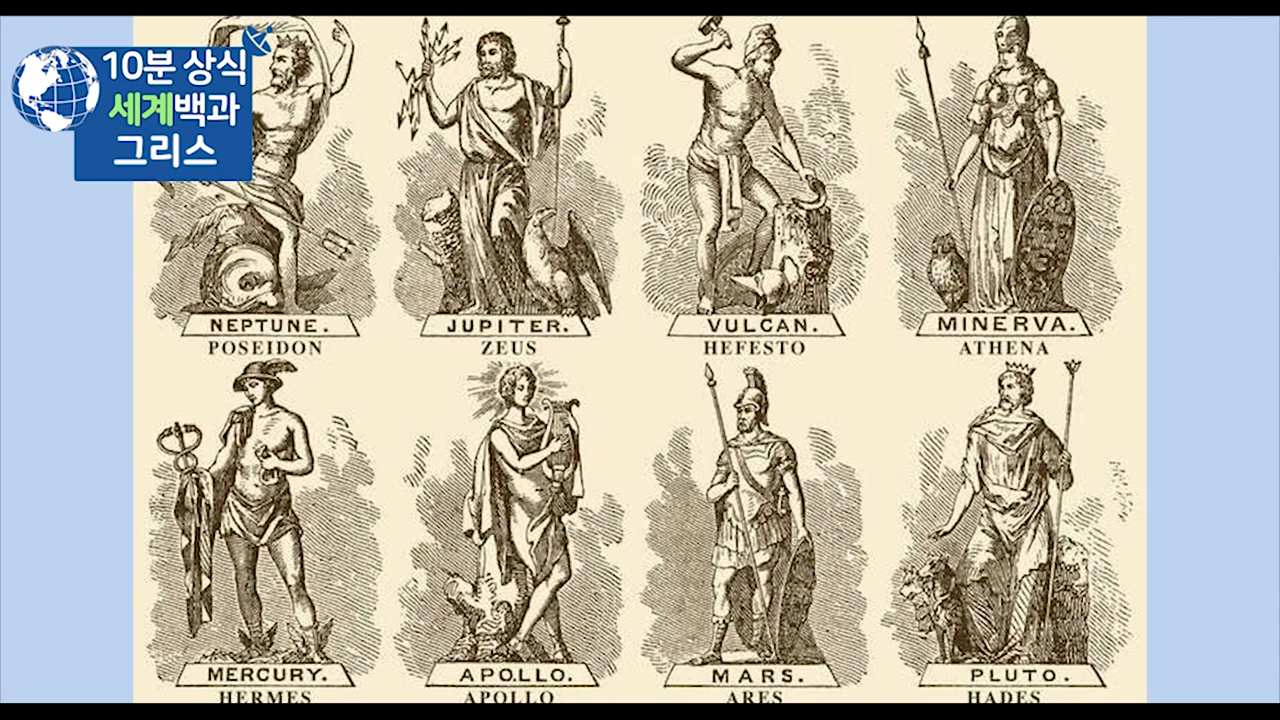 10분 상식
세계백과
그리스
NEPTUNE. JUPITER. VULCAN. MINERVA.
POSEIDON ZEUS HEFESTO ATHENA
MERCURY. APOLLO. MARS. PLUTO.
HERMES APOLLO ARES HADES